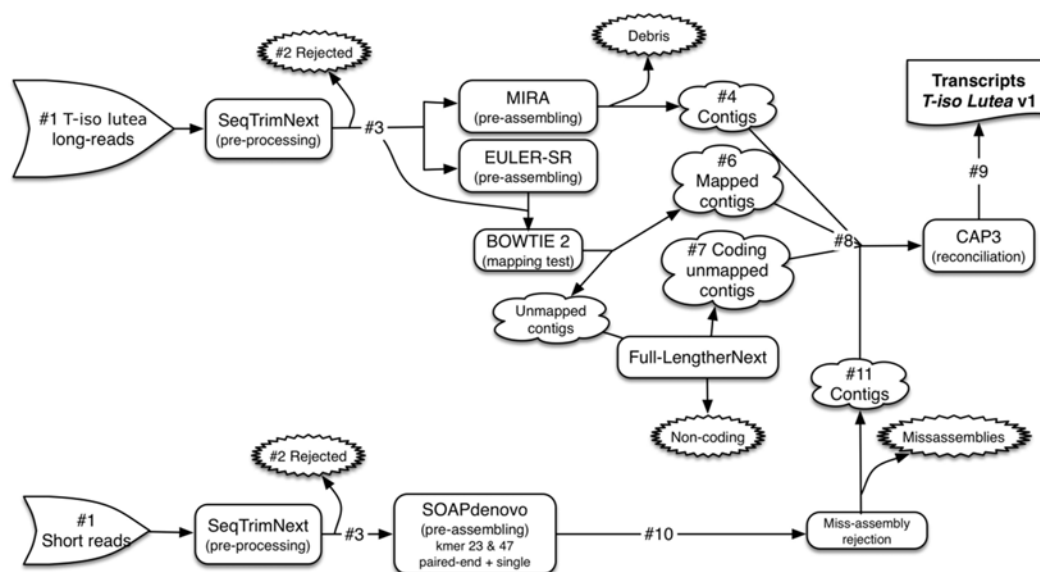 Debris
#2 Rejected
#1 T-iso lutea
long-reads
SeqTrimNext
(pre-processing)
#3
MIRA
(pre-assembling)
#4
Contigs
Transcripts
T-iso Lutea v1
EULER-SR
(pre-assembling)
#6
Mapped
contigs
#9
BOWTIE 2
(mapping test)
#7 Coding
unmapped
contigs
#8
CAP3
(reconciliation)
Unmapped
contigs
Full-LengtherNext
#11
Contigs
Non-coding
Missassemblies
#2 Rejected
#1
Short reads
SeqTrimNext
(pre-processing)
#3
SOAPdenovo
(pre-assembling)
kmer 23 & 47
paired-end + single
#10
Miss-assembly
rejection